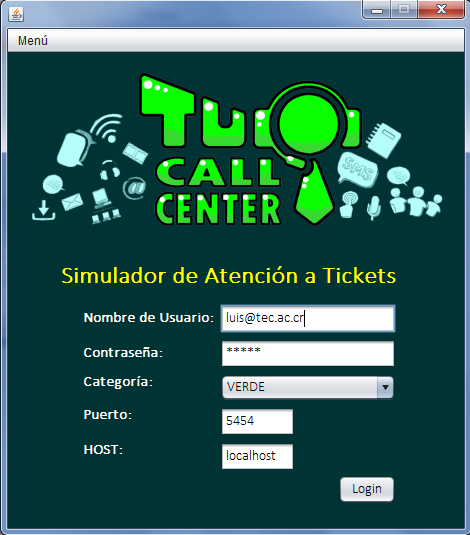 Menú
CALL
CENTER
SMS
@
Simulador de Atención a Tickets
Nombre de Usuario: luis@tec.ac.cr
Contraseña: *****
Categoría: VERDE
Puerto: 5454
HOST: localhost
Login